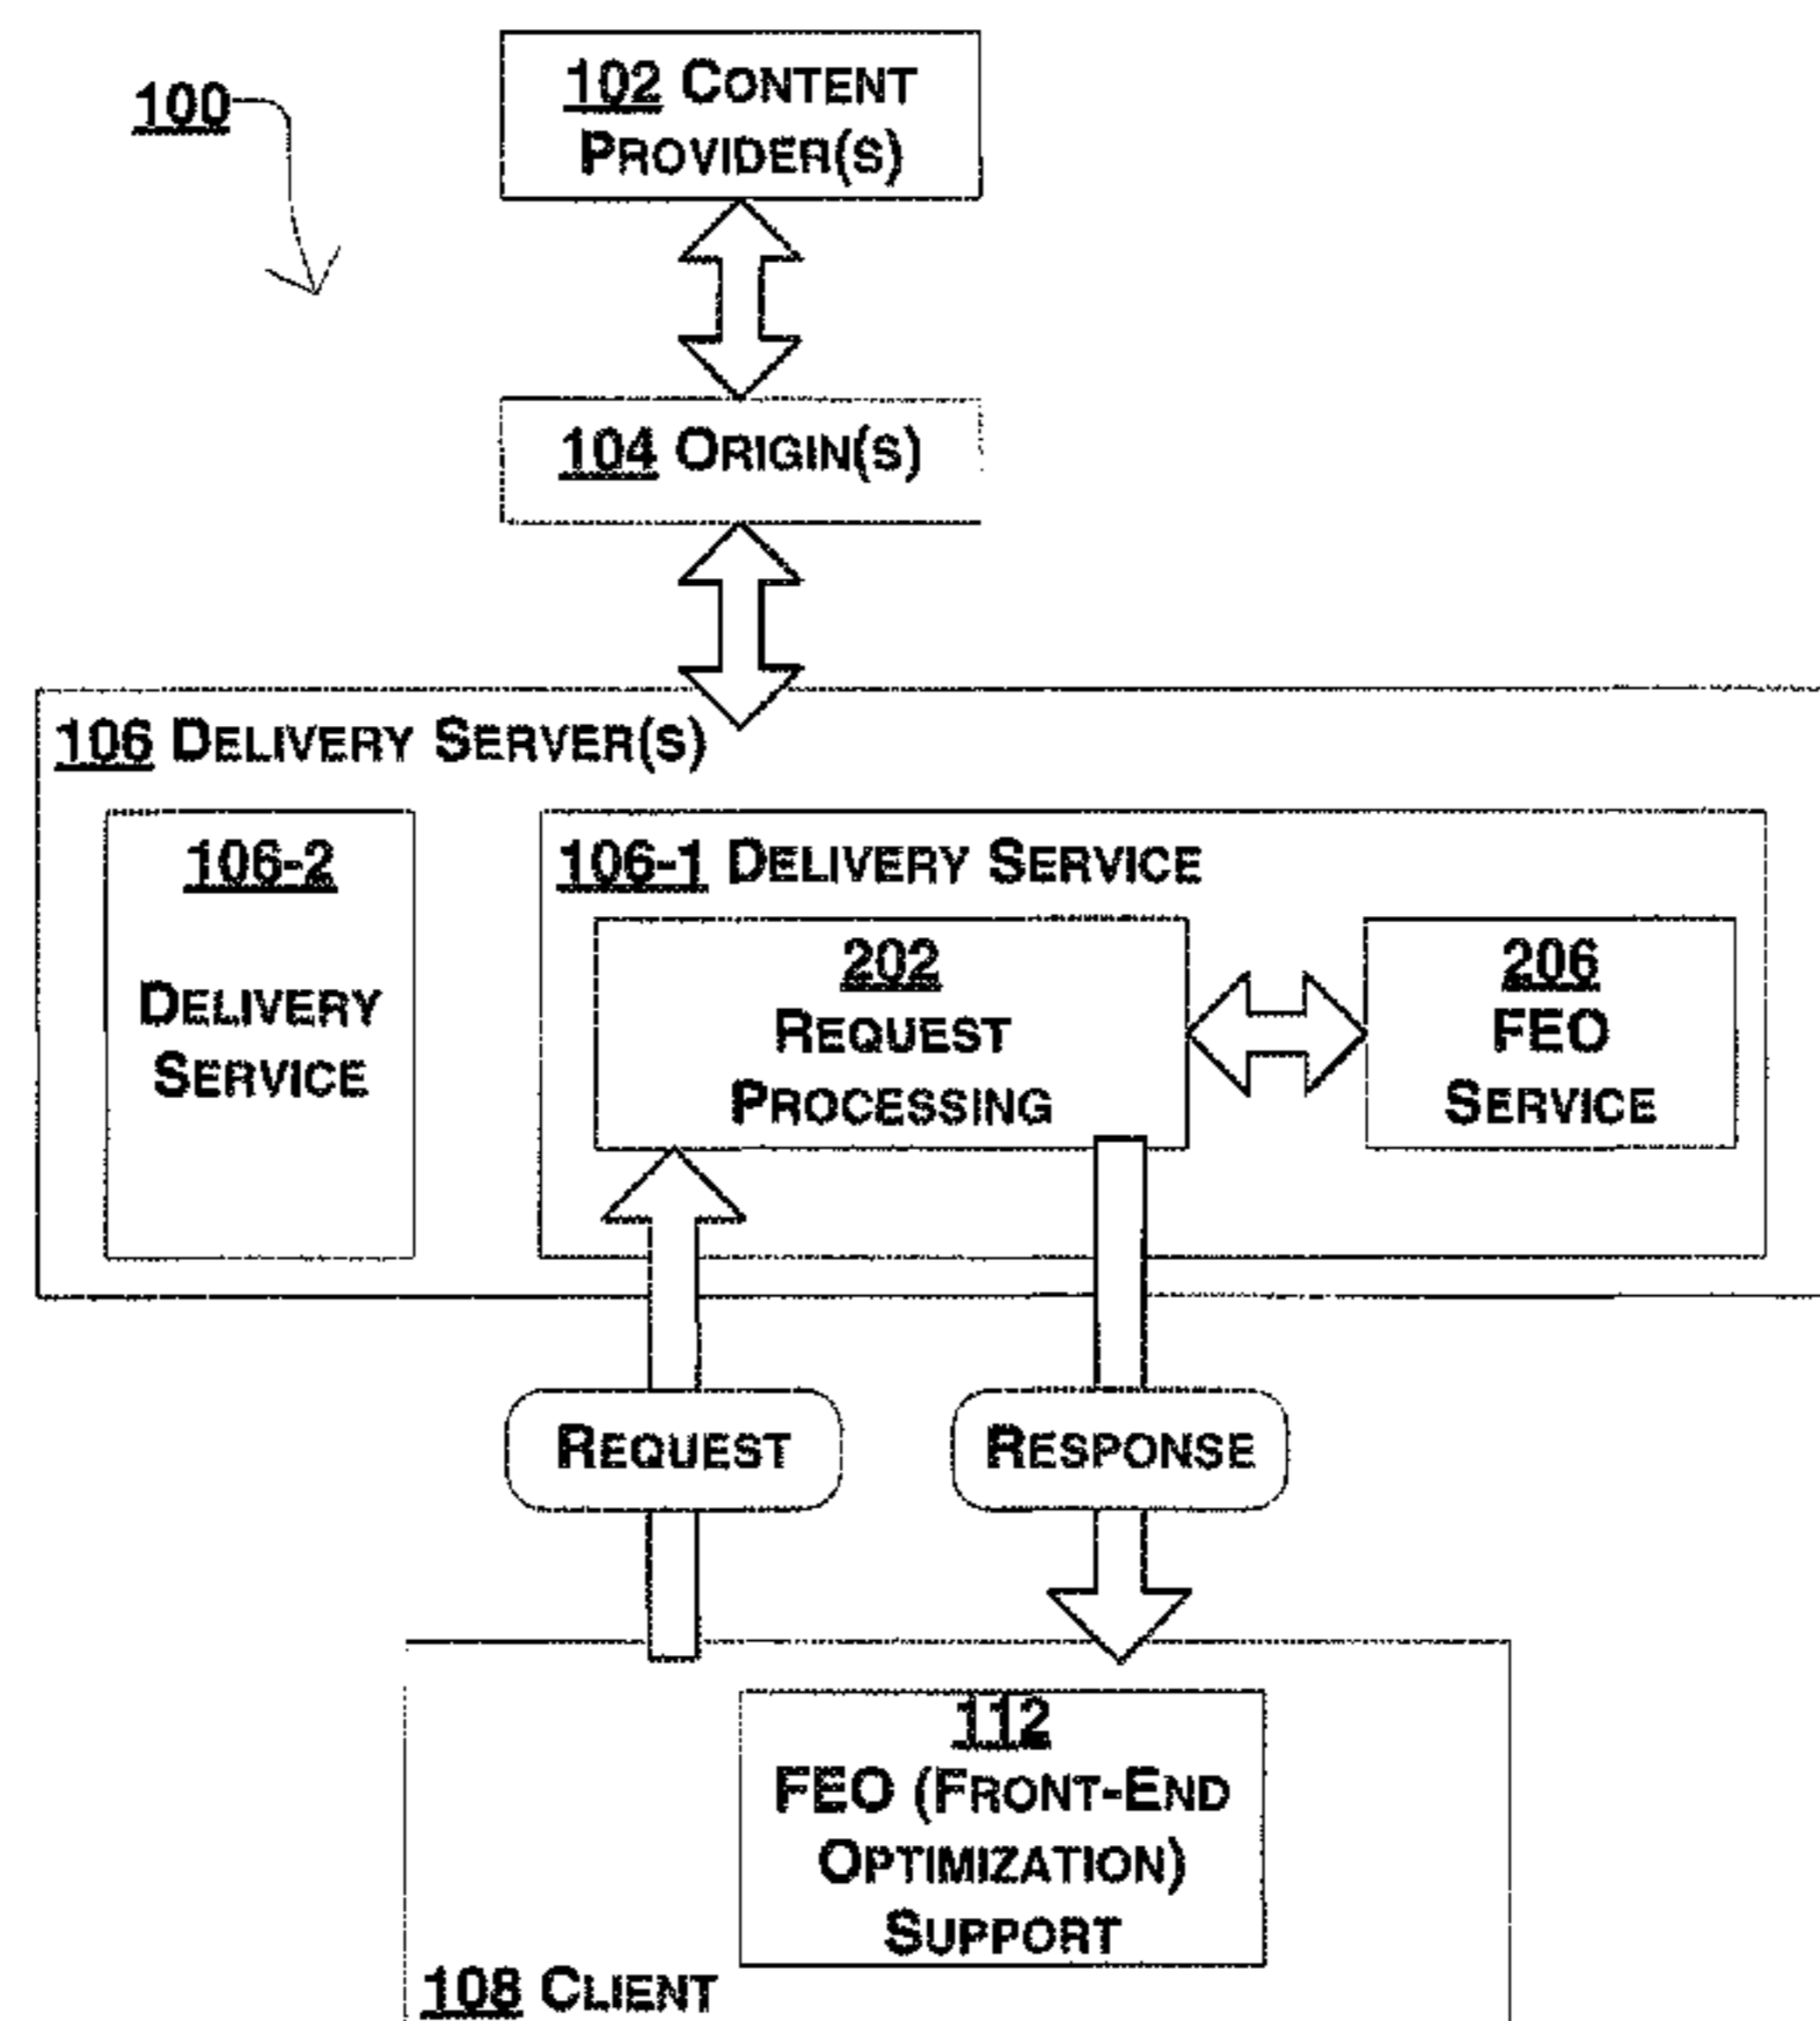 100
102 CONTENT
PROVIDER(S)
104 ORIGIN(S)
106 DELIVERY SERVER(S)
106-2
DELIVERY
SERVICE
106-1 DELIVERY SERVICE
202
REQUEST
PROCESSING
206
FEO
SERVICE
REQUEST
RESPONSE
112
FEO (FRONT-END
OPTIMIZATION)
SUPPORT
108 CLIENT